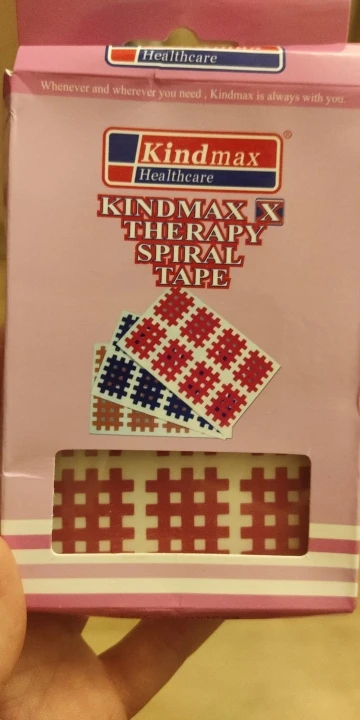 Healthcare
Whenever and wherever you need , Kindmax is always with you.
Kindmax ®
Healthcare
KINDMAX X
THERAPY
SPIRAL
TAPE